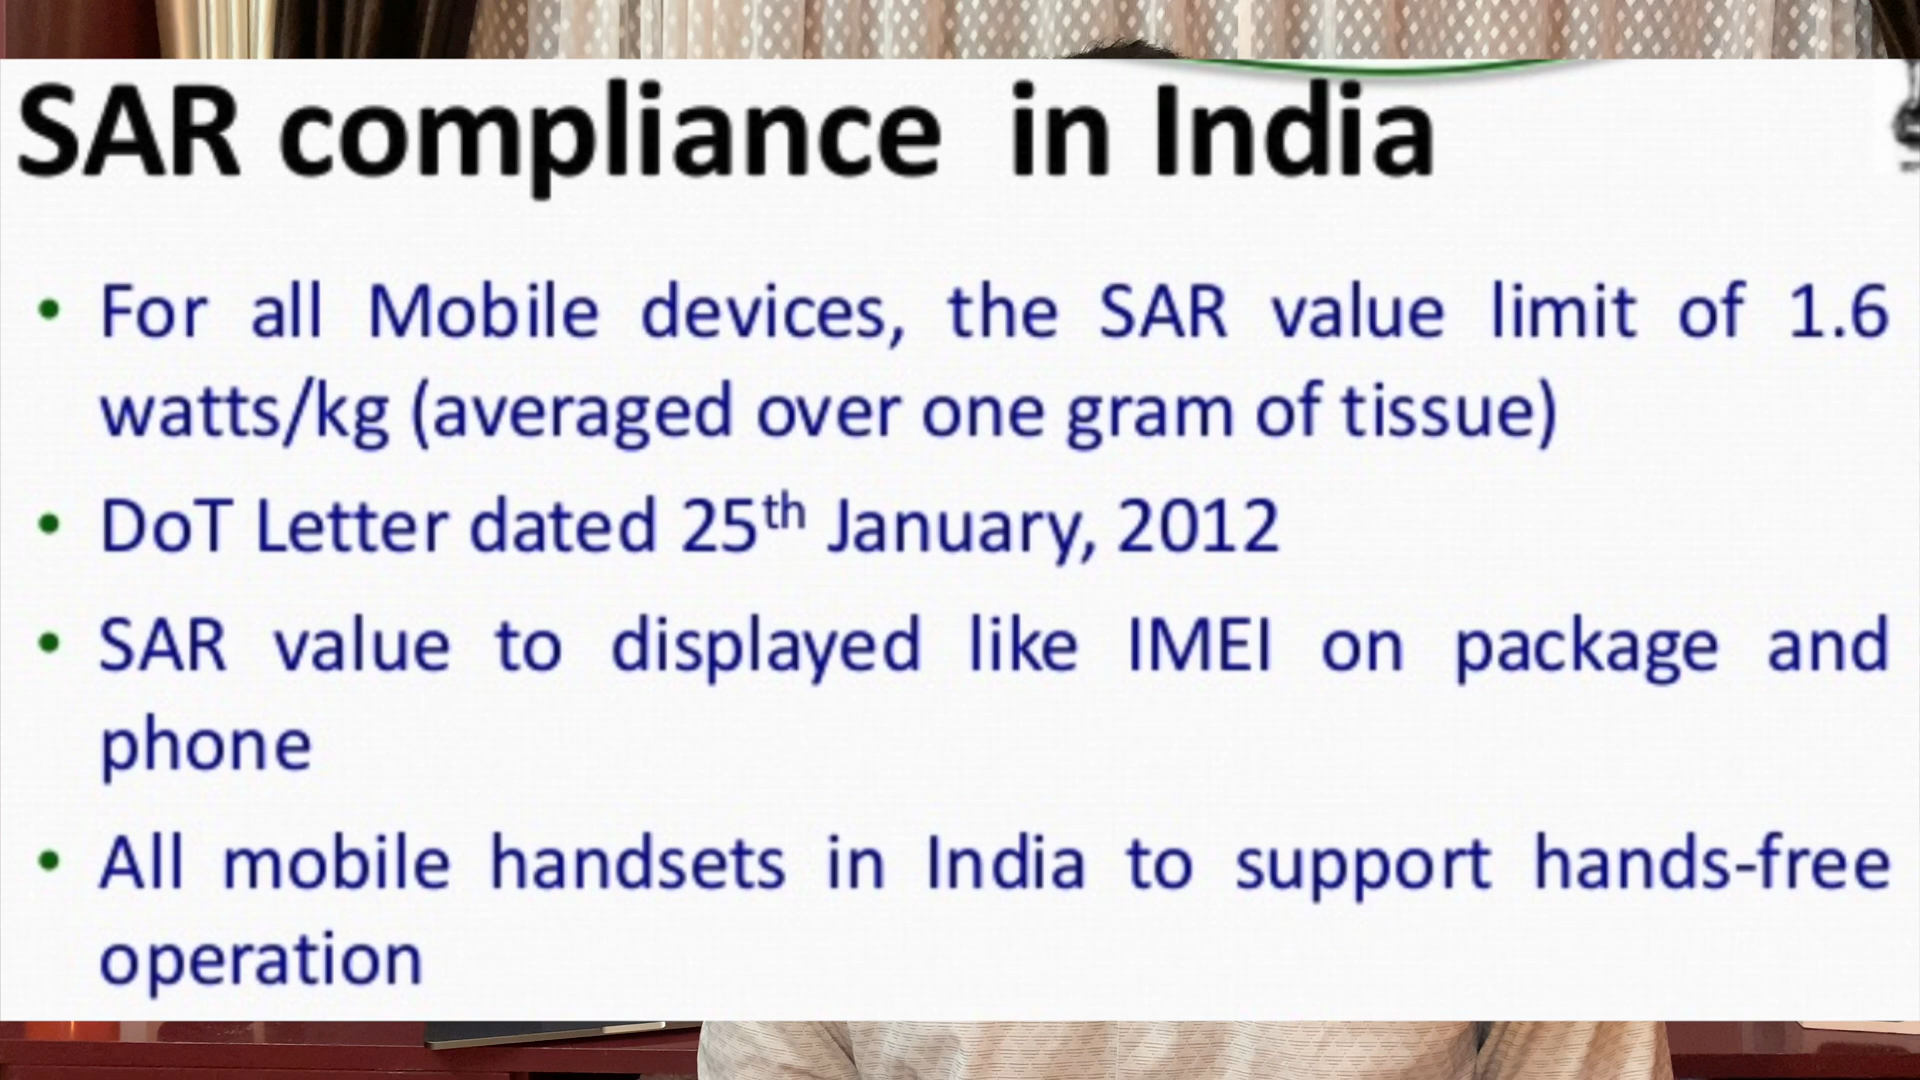 SAR compliance in India
• For all Mobile devices, the SAR value limit of 1.6
watts/kg (averaged over one gram of tissue)
• DoT Letter dated 25th January, 2012
• SAR value to displayed like IMEI on package and
phone
• All mobile handsets in India to support hands-free
operation